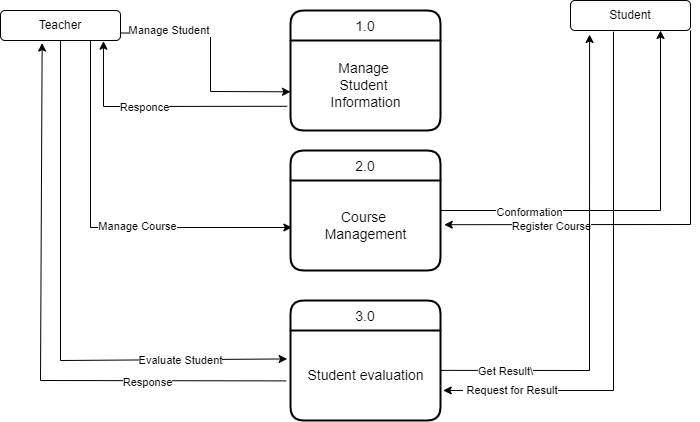 Teacher
Student
Manage Student
1.0
Manage
Student
Information
Responce
2.0
Course
Management
Conformation
Manage Course
Register Course
3.0
Evaluate Student
Student evaluation
Get Result\
Response
Request for Result